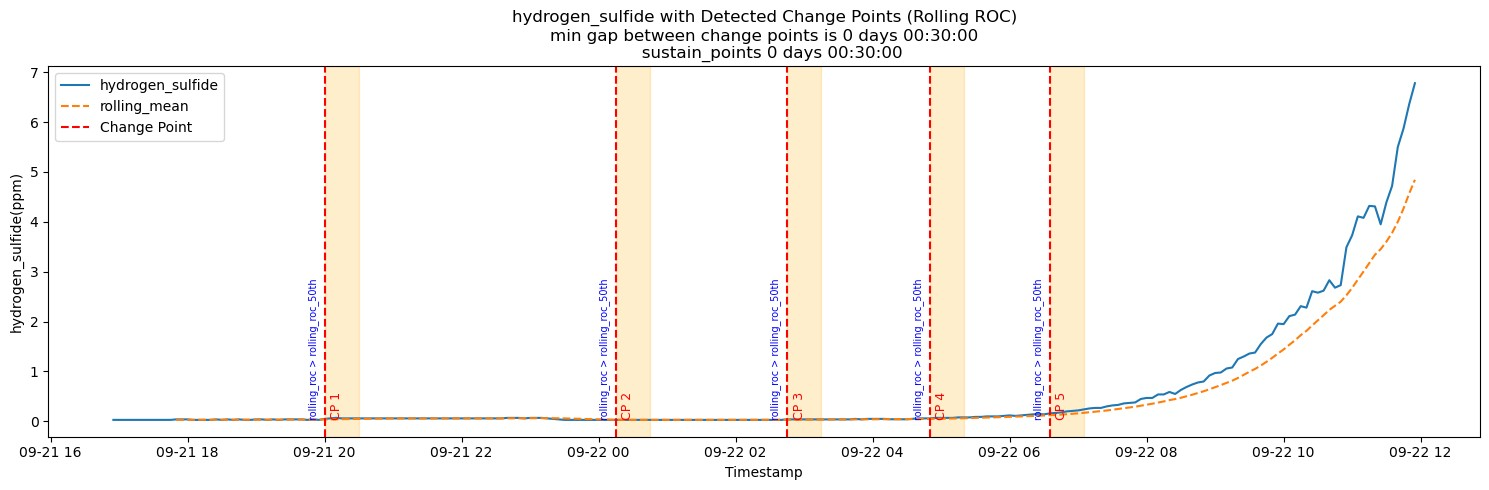 hydrogen_sulfide with Detected Change Points (Rolling ROC)
min gap between change points is 0 days 00:30:00
sustain_points 0 days 00:30:00
hydrogen_sulfide
rolling_mean
Change Point
hydrogen_sulfide(ppm)
7
6
5
4
3
2
1
0
rolling_roc > rolling_roc_50th
CP 1
rolling_roc > rolling_roc_50th
CP 2
rolling_roc > rolling_roc_50th
CP 3
rolling_roc > rolling_roc_50th
CP 4
rolling_roc > rolling_roc_50th
CP 5
09-21 16
09-21 18
09-21 20
09-21 22
09-22 00
09-22 02
09-22 04
09-22 06
09-22 08
09-22 10
09-22 12
Timestamp